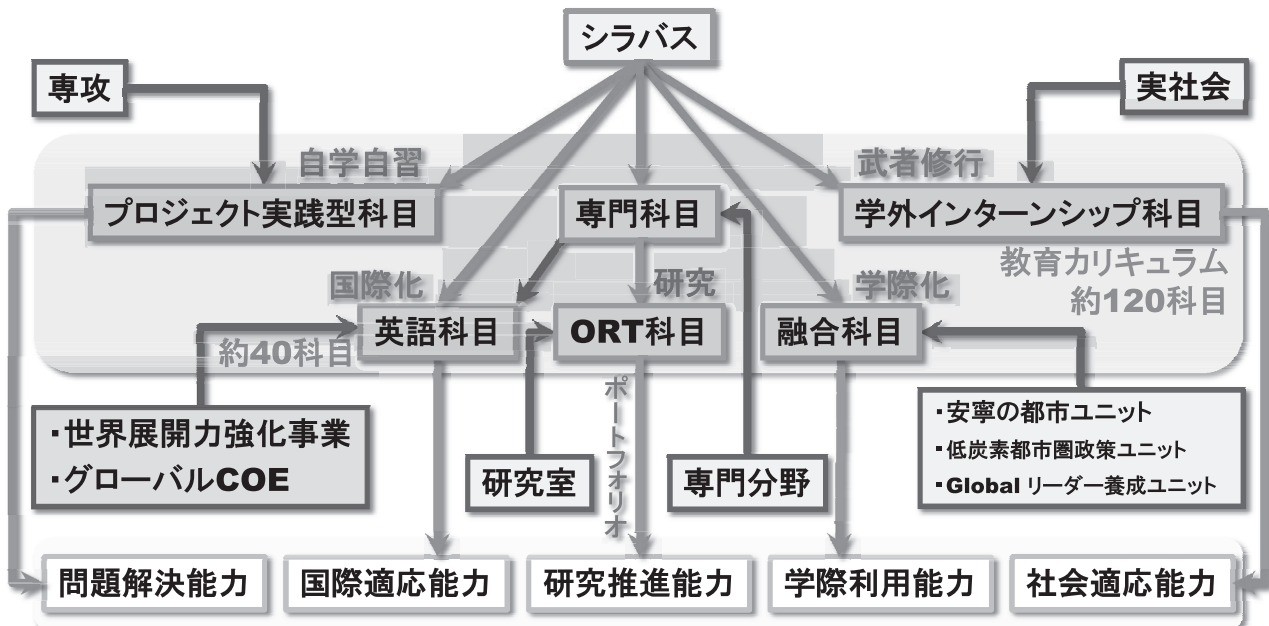 シラバス
専攻
実社会
自学自習
武者修行
プロジェクト実践型科目
専門科目
学外インターンシップ科目
教育カリキュラム
約120科目
国際化
研究
学際化
英語科目
ORT科目
融合科目
約40科目
・世界展開力強化事業
・グローバルCOE
研究室
ポートフォリオ
専門分野
・安寧の都市ユニット
・低炭素都市圏政策ユニット
・Global リーダー養成ユニット
問題解決能力
国際適応能力
研究推進能力
学際利用能力
社会適応能力